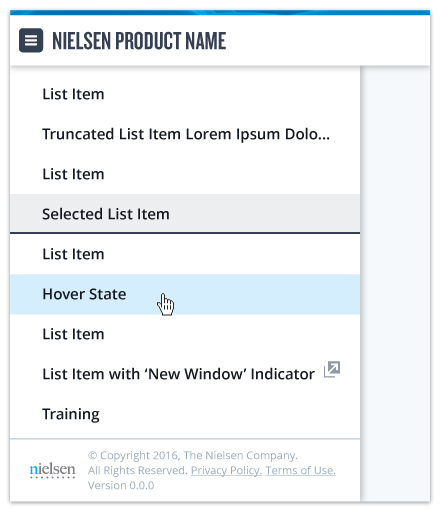 NIELSEN PRODUCT NAME
List Item
Truncated List Item Lorem Ipsum Dolo...
List Item
Selected List Item
List Item
Hover State
List Item
List Item with ‘New Window’ Indicator
Training
nielsen
© Copyright 2016, The Nielsen Company.
All Rights Reserved. Privacy Policy. Terms of Use.
Version 0.0.0